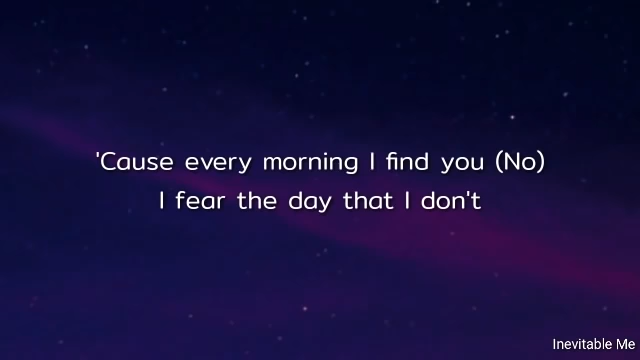 'Cause every morning I find you (No)
I fear the day that I don't
Inevitable Me